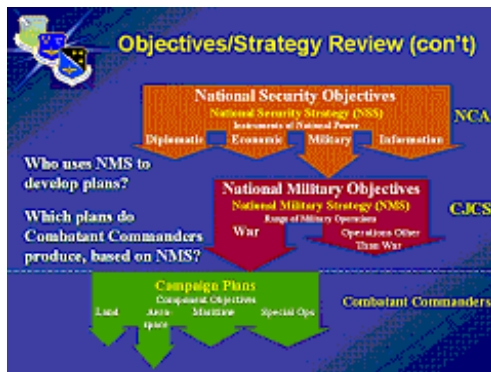 Objectives/Strategy Review (con't)
National Security Objectives
National Security Strategy (NSS)
Instruments of National Power
Diplomatic Economic Military Information
NCA
Who uses NMS to
develop plans?
Which plans do
Combatant Commanders
produce, based on NMS?
National Military Objectives
National Military Strategy (NMS)
Range of Military Operations
War
Operations Other
Than War
CJCS
Campaign Plans
Component Objectives
Land Aero-
space Maritime Special Ops
Combatant Commanders